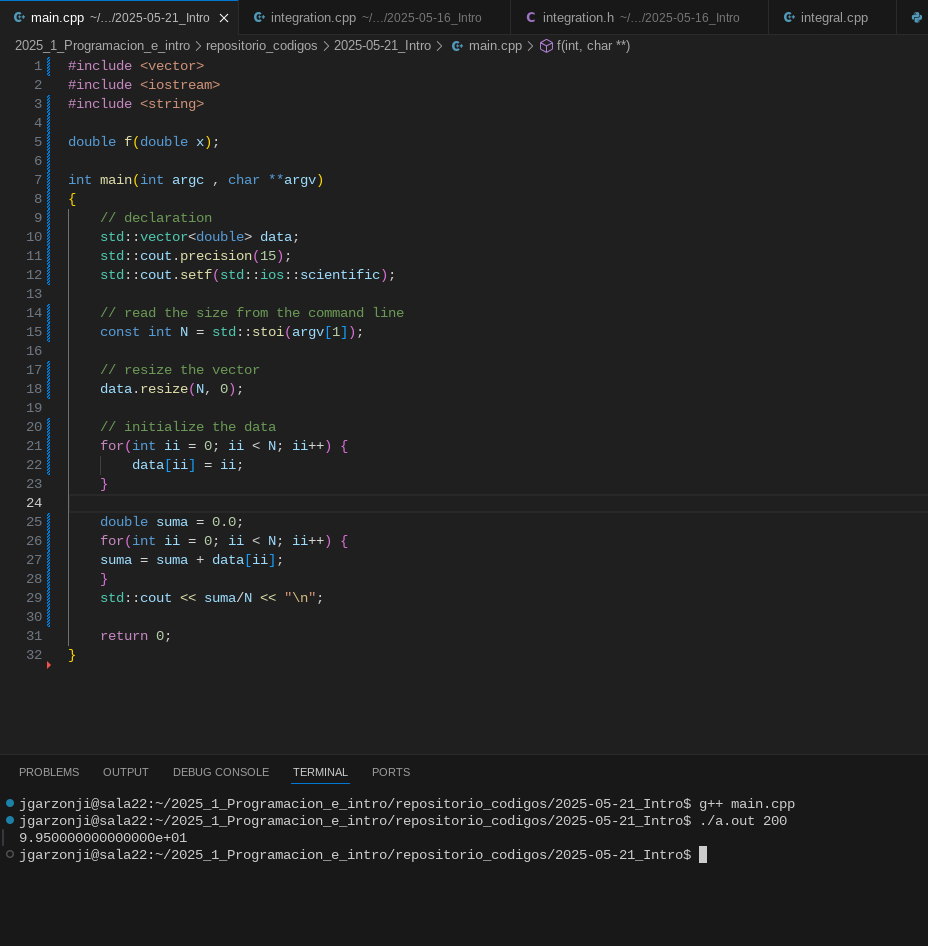 main.cpp ~/.../2025-05-21_Intro × integration.cpp ~/.../2025-05-16_Intro integration.h ~/.../2025-05-16_Intro integral.cpp
2025_1_Programacion_e_intro > repositorio_codigos > 2025-05-21_Intro > main.cpp > f(int, char **)
1 #include <vector>
2 #include <iostream>
3 #include <string>
4
5 double f(double x);
6
7 int main(int argc , char **argv)
8 {
9 // declaration
10 std::vector<double> data;
11 std::cout.precision(15);
12 std::cout.setf(std::ios::scientific);
13
14 // read the size from the command line
15 const int N = std::stoi(argv[1]);
16
17 // resize the vector
18 data.resize(N, 0);
19
20 // initialize the data
21 for(int ii = 0; ii < N; ii++) {
22 data[ii] = ii;
23 }
24
25 double suma = 0.0;
26 for(int ii = 0; ii < N; ii++) {
27 suma = suma + data[ii];
28 }
29 std::cout << suma/N << "\n";
30
31 return 0;
32 }
PROBLEMS OUTPUT DEBUG CONSOLE TERMINAL PORTS
jgarzonji@sala22:~/2025_1_Programacion_e_intro/repositorio_codigos/2025-05-21_Intro$ g++ main.cpp
jgarzonji@sala22:~/2025_1_Programacion_e_intro/repositorio_codigos/2025-05-21_Intro$ ./a.out 200
9.950000000000000e+01
jgarzonji@sala22:~/2025_1_Programacion_e_intro/repositorio_codigos/2025-05-21_Intro$